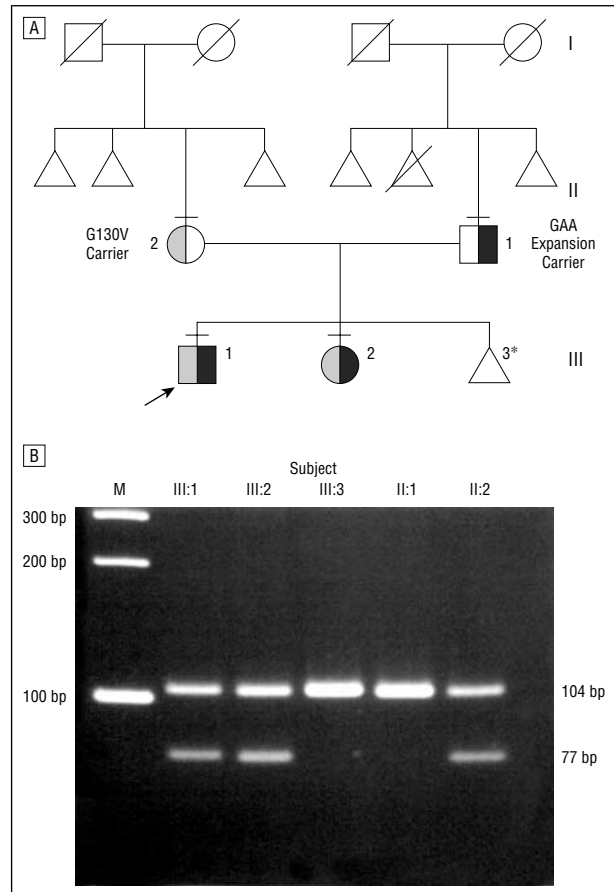 A
I
II
G130V
Carrier
2
1
GAA
Expansion
Carrier
1
2
3*
III
B
Subject
M III:1 III:2 III:3 II:1 II:2
300 bp
200 bp
100 bp
104 bp
77 bp